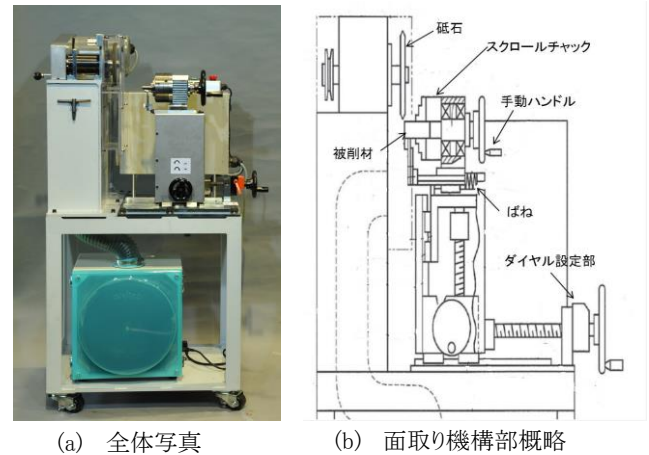 砥石
スクロールチャック
手動ハンドル
被削材
ばね
ダイヤル設定部
(a) 全体写真
(b) 面取り機構部概略